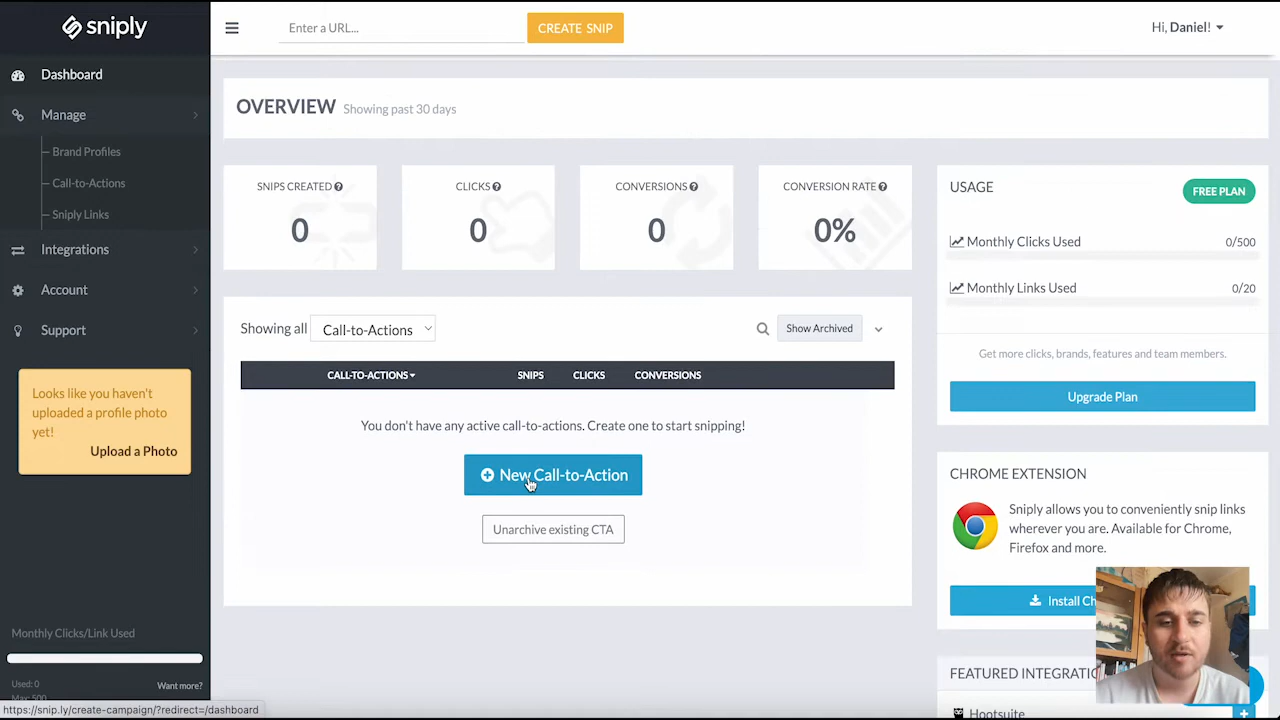 sniply
Enter a URL...
CREATE SNIP
Hi, Daniel!
Dashboard
Manage
Brand Profiles
Call-to-Actions
Sniply Links
Integrations
Account
Support
Looks like you haven't
uploaded a profile photo
yet!
Upload a Photo
Monthly Clicks/Link Used
Used: 0
Want more?
Max: 500
https://snip.ly/create-campaign/?redirect=/dashboard
OVERVIEW Showing past 30 days
SNIPS CREATED
0
CLICKS
0
CONVERSIONS
0
CONVERSION RATE
0%
Showing all Call-to-Actions
Show Archived
CALL-TO-ACTIONS SNIPS CLICKS CONVERSIONS
You don't have any active call-to-actions. Create one to start snipping!
New Call-to-Action
Unarchive existing CTA
USAGE
FREE PLAN
Monthly Clicks Used 0/500
Monthly Links Used 0/20
Get more clicks, brands, features and team members.
Upgrade Plan
CHROME EXTENSION
Sniply allows you to conveniently snip links
wherever you are. Available for Chrome,
Firefox and more.
Install Ch
FEATURED INTEGRATIO
Hootsuite